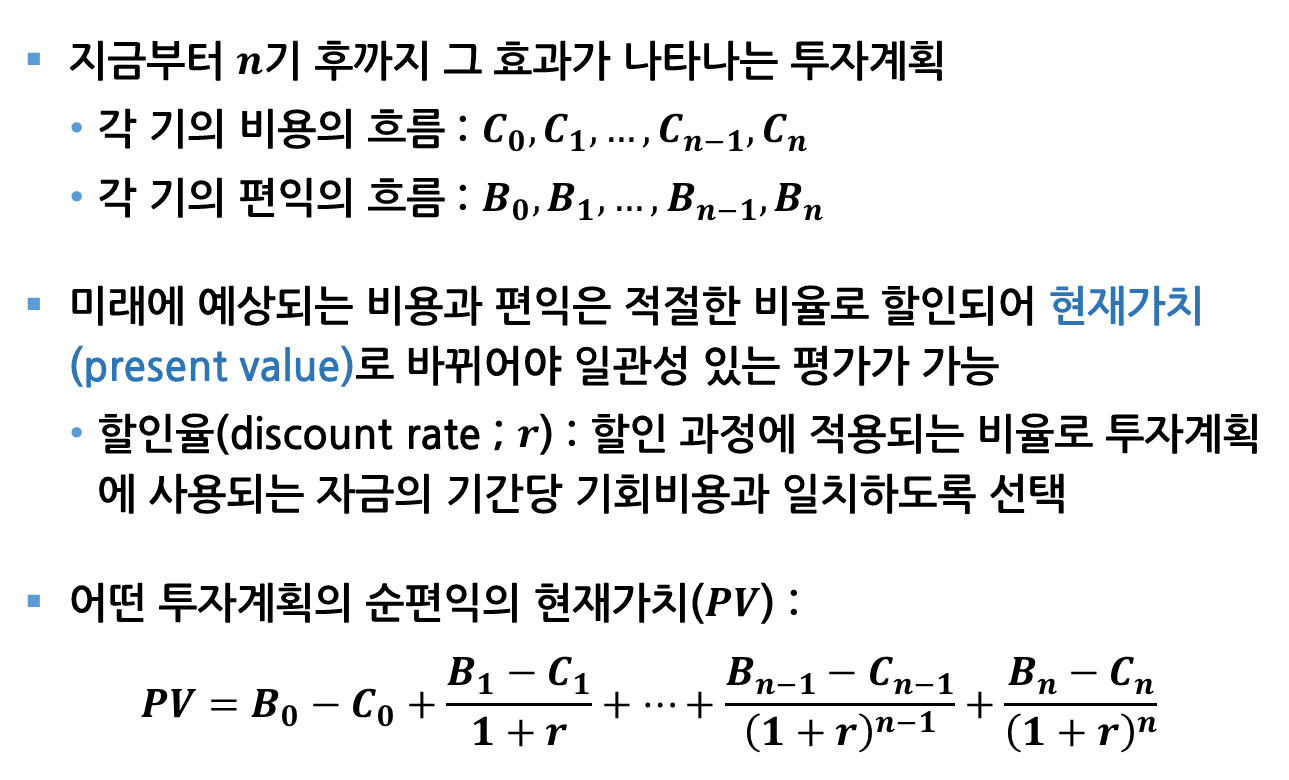 ▪ 지금부터 n기 후까지 그 효과가 나타나는 투자계획
• 각 기의 비용의 흐름 : C₀, C₁, … , Cₙ₋₁, Cₙ
• 각 기의 편익의 흐름 : B₀, B₁, … , Bₙ₋₁, Bₙ
▪ 미래에 예상되는 비용과 편익은 적절한 비율로 할인되어 현재가치
(present value)로 바뀌어야 일관성 있는 평가가 가능
• 할인율(discount rate ; r) : 할인 과정에 적용되는 비율로 투자계획
에 사용되는 자금의 기간당 기회비용과 일치하도록 선택
▪ 어떤 투자계획의 순편익의 현재가치(PV) :
PV = B₀ − C₀ + (B₁ − C₁)/(1 + r) + ⋯ + (Bₙ₋₁ − Cₙ₋₁)/(1 + r)ⁿ⁻¹ + (Bₙ − Cₙ)/(1 + r)ⁿ